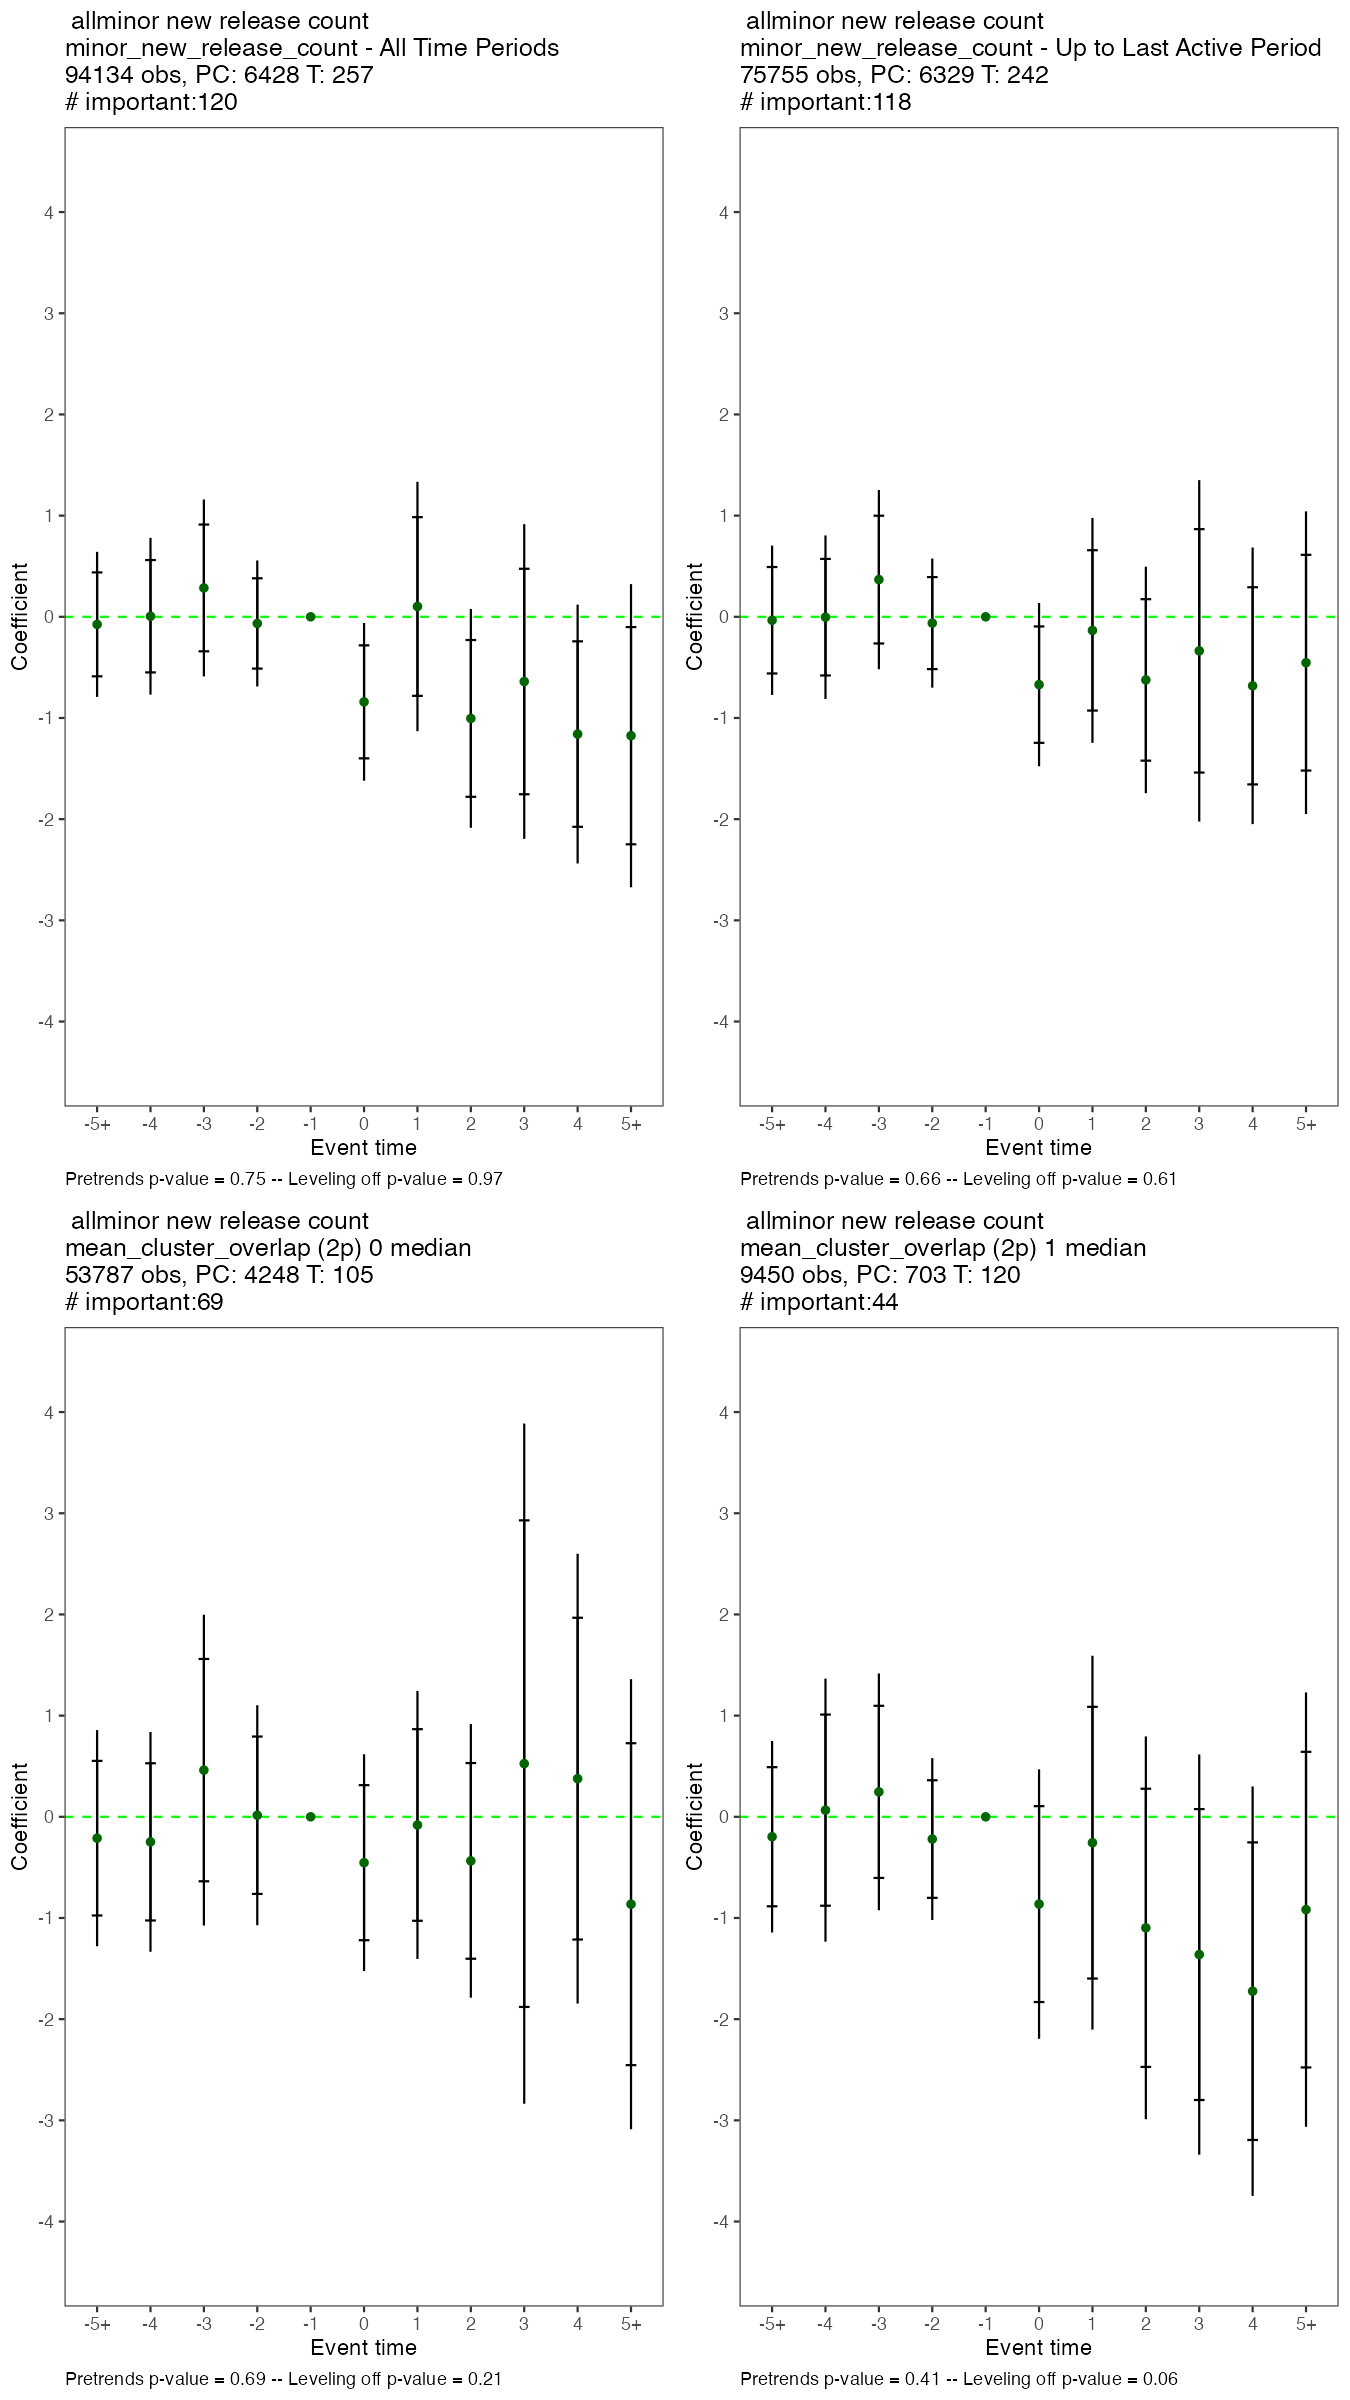 allminor new release count
minor_new_release_count - All Time Periods
94134 obs, PC: 6428 T: 257
# important:120
4
3
2
1
0
-1
-2
-3
-4
Coefficient
-5+ -4 -3 -2 -1 0 1 2 3 4 5+
Event time
Pretrends p-value = 0.75 -- Leveling off p-value = 0.97
allminor new release count
minor_new_release_count - Up to Last Active Period
75755 obs, PC: 6329 T: 242
# important:118
4
3
2
1
0
-1
-2
-3
-4
Coefficient
-5+ -4 -3 -2 -1 0 1 2 3 4 5+
Event time
Pretrends p-value = 0.66 -- Leveling off p-value = 0.61
allminor new release count
mean_cluster_overlap (2p) 0 median
53787 obs, PC: 4248 T: 105
# important:69
4
3
2
1
0
-1
-2
-3
-4
Coefficient
-5+ -4 -3 -2 -1 0 1 2 3 4 5+
Event time
Pretrends p-value = 0.69 -- Leveling off p-value = 0.21
allminor new release count
mean_cluster_overlap (2p) 1 median
9450 obs, PC: 703 T: 120
# important:44
4
3
2
1
0
-1
-2
-3
-4
Coefficient
-5+ -4 -3 -2 -1 0 1 2 3 4 5+
Event time
Pretrends p-value = 0.41 -- Leveling off p-value = 0.06